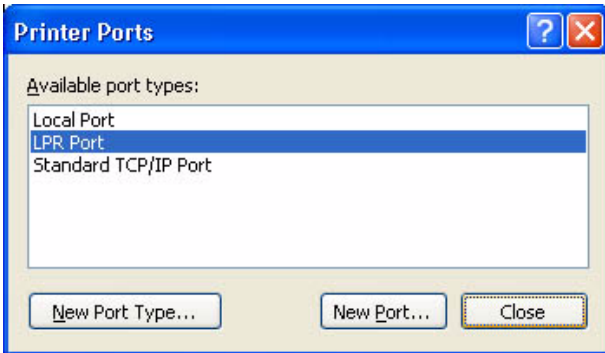 Printer Ports
Available port types:
Local Port
LPR Port
Standard TCP/IP Port
New Port Type... New Port... Close